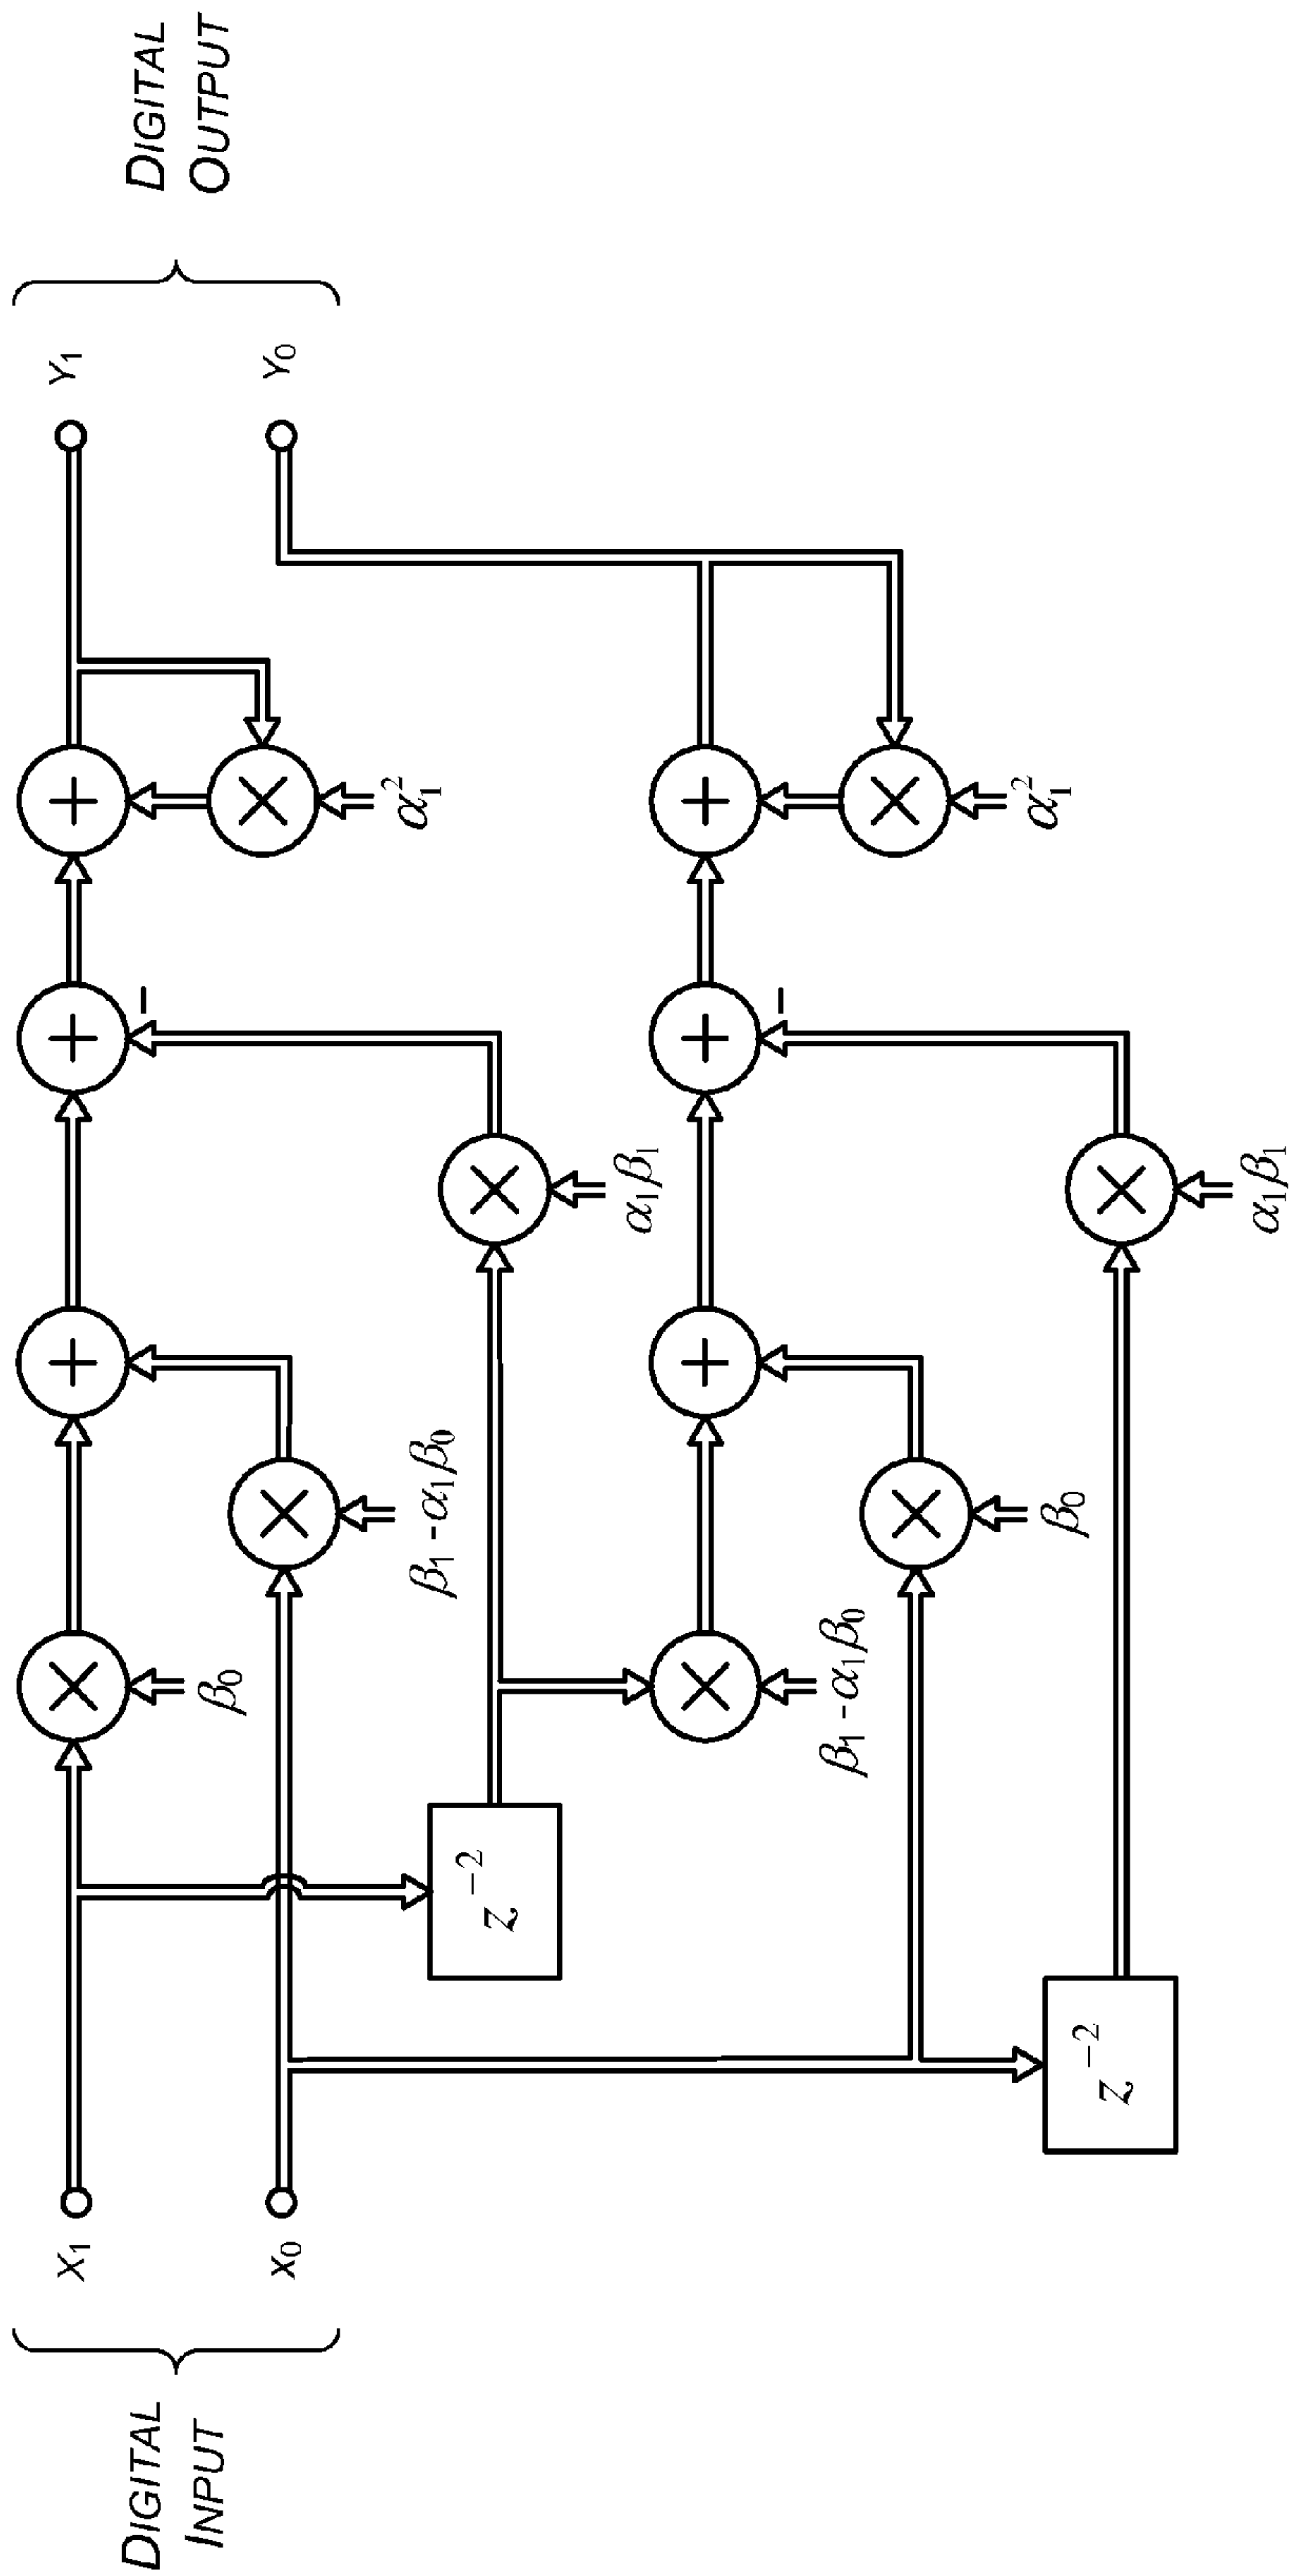 DIGITAL
INPUT
X₁
X₀
β₀
β₁ - α₁β₀
z⁻²
z⁻²
β₁ - α₁β₀
β₀
α₁β₁
α₁β₁
+
+
+
+
+
+
×
×
×
×
×
×
×
×
−
−
α₁²
α₁²
Y₁
Y₀
DIGITAL
OUTPUT